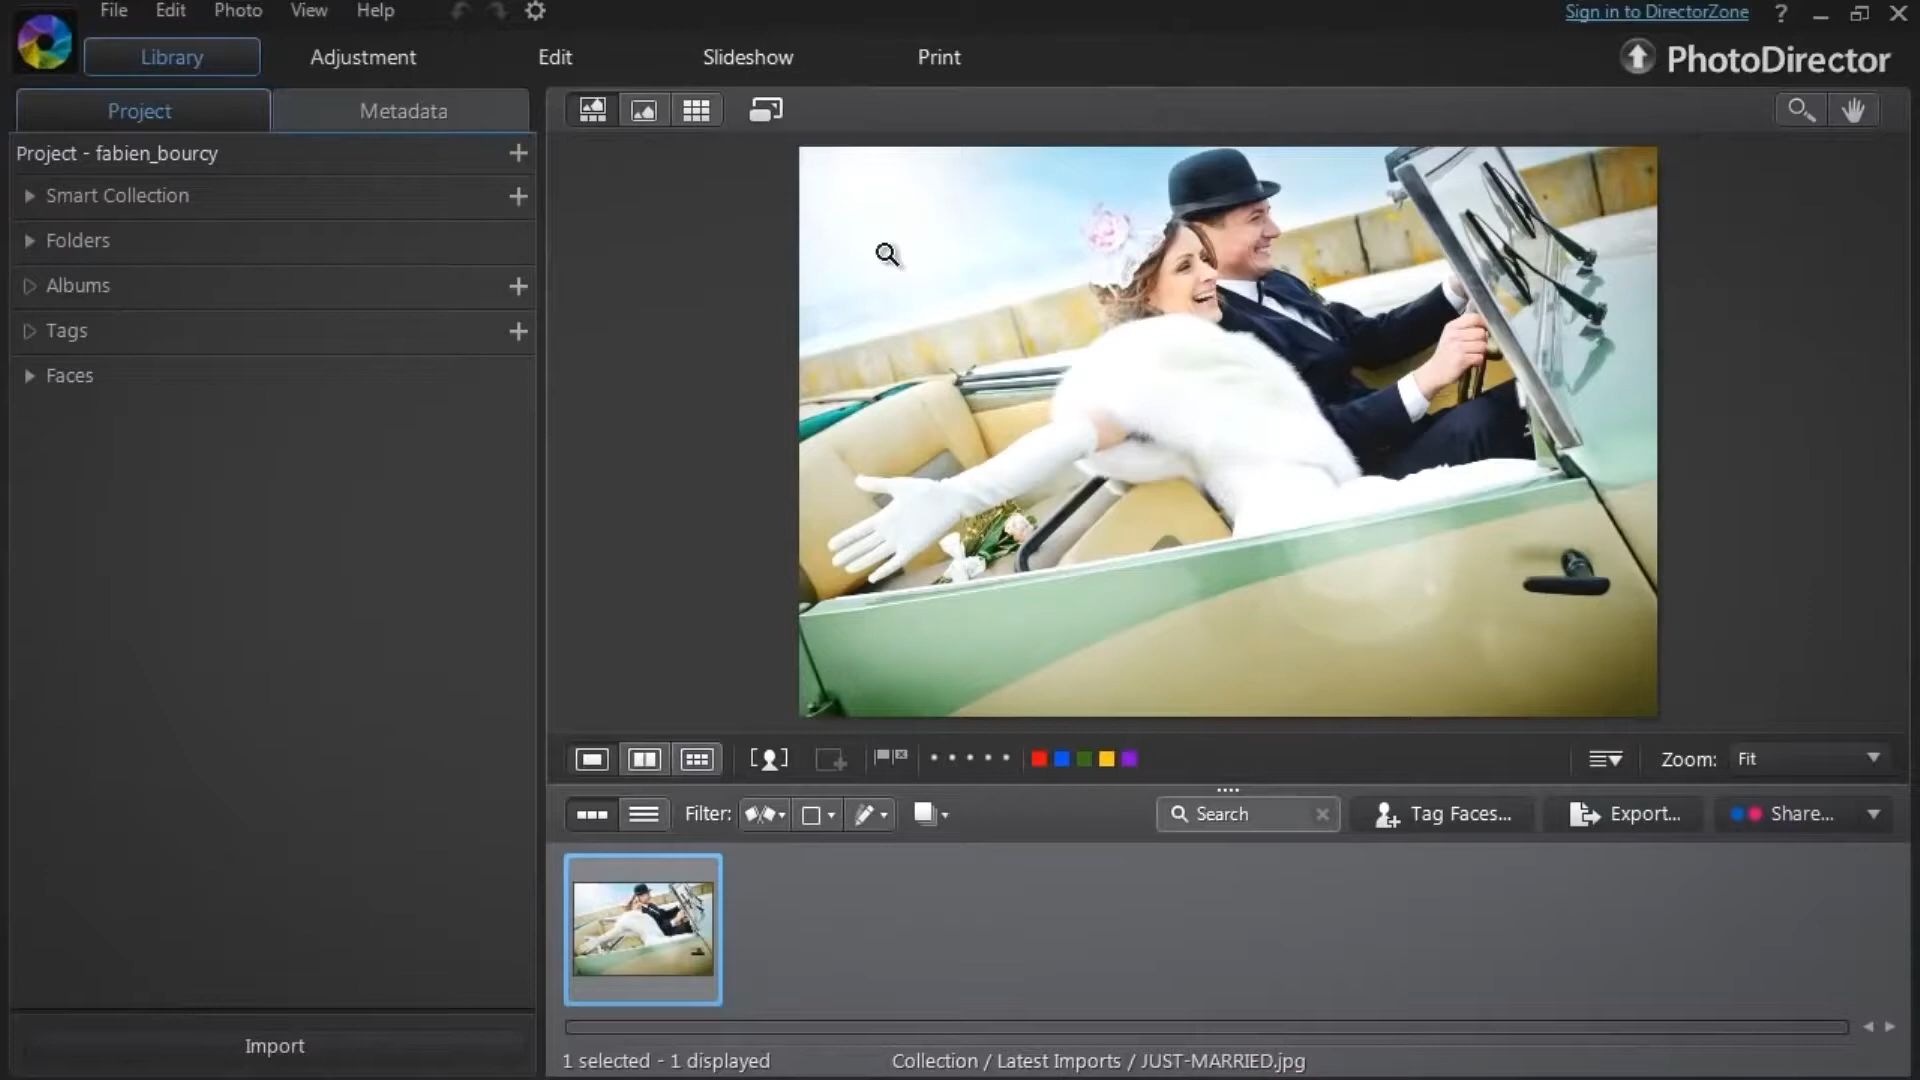 File Edit Photo View Help
Sign in to DirectorZone ?
Library Adjustment Edit Slideshow Print
PhotoDirector
Project Metadata
Project - fabien_bourcy
Smart Collection
Folders
Albums
Tags
Faces
Zoom: Fit
Filter: Search Tag Faces... Export... Share...
Import
1 selected - 1 displayed Collection / Latest Imports / JUST-MARRIED.jpg